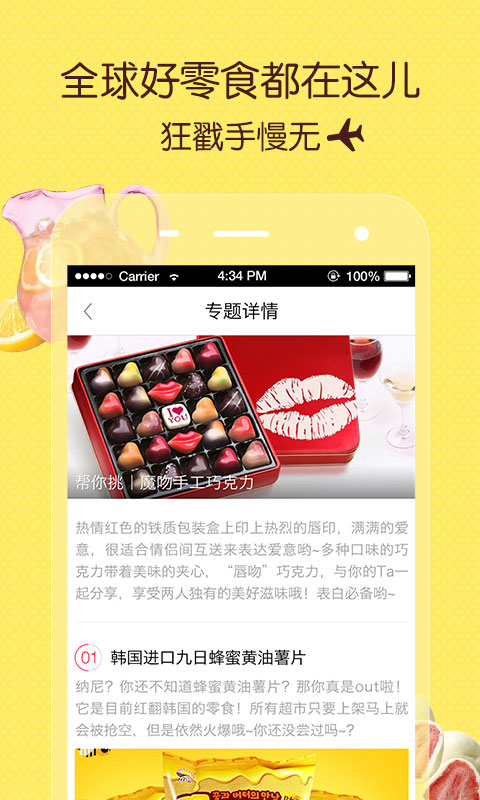 全球好零食都在这儿
狂戳手慢无
Carrier
4:34 PM
100%
专题详情
I ♥
YOU
帮你挑｜魔吻手工巧克力
热情红色的铁质包装盒上印上热烈的唇印，满满的爱
意，很适合情侣间互送来表达爱意哟~多种口味的巧
克力带着美味的夹心，“唇吻”巧克力，与你的Ta一
起分享，享受两人独有的美好滋味哦！表白必备哟~
01 韩国进口九日蜂蜜黄油薯片
纳尼？你还不知道蜂蜜黄油薯片？那你真是out啦！
它是目前红翻韩国的零食！所有超市只要上架马上就
会被抢空，但是依然火爆哦~你还没尝过吗？
꿀과 버터의 만남